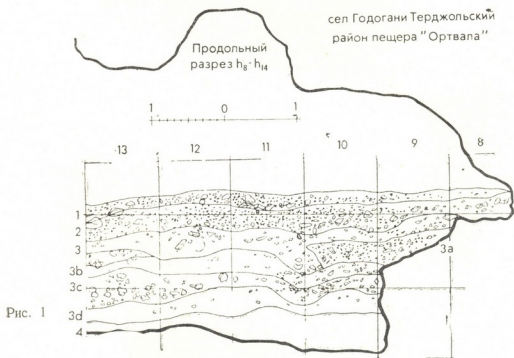 сел Годогани Терджольский
район пещера "Ортвала"
Продольный
разрез h₈-h₁₄
1 0 1
13 12 11 10 9 8
1
2
3
3a
3b
3c
3d
4
Рис. 1